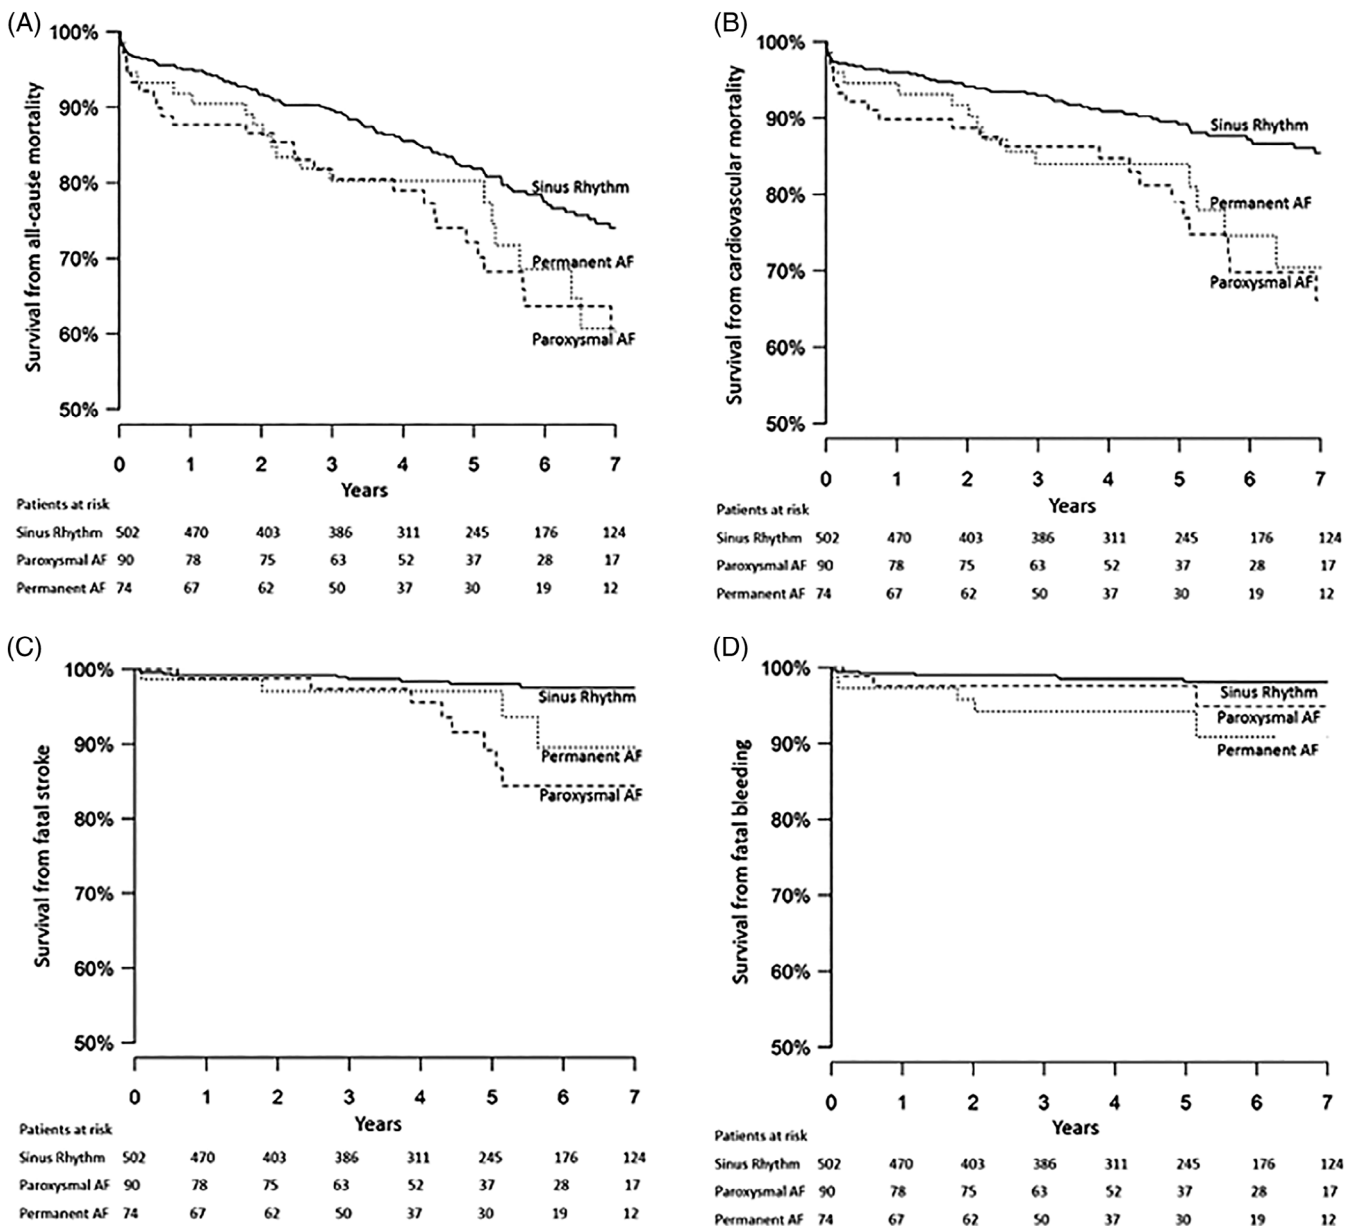 (A)
Survival from all-cause mortality
100%
90%
80%
70%
60%
50%
Sinus Rhythm
Permanent AF
Paroxysmal AF
0 1 2 3 4 5 6 7
Years
Patients at risk
Sinus Rhythm 502 470 403 386 311 245 176 124
Paroxysmal AF 90 78 75 63 52 37 28 17
Permanent AF 74 67 62 50 37 30 19 12
(B)
Survival from cardiovascular mortality
100%
90%
80%
70%
60%
50%
Sinus Rhythm
Permanent AF
Paroxysmal AF
0 1 2 3 4 5 6 7
Years
Patients at risk
Sinus Rhythm 502 470 403 386 311 245 176 124
Paroxysmal AF 90 78 75 63 52 37 28 17
Permanent AF 74 67 62 50 37 30 19 12
(C)
Survival from fatal stroke
100%
90%
80%
70%
60%
50%
Sinus Rhythm
Permanent AF
Paroxysmal AF
0 1 2 3 4 5 6 7
Years
Patients at risk
Sinus Rhythm 502 470 403 386 311 245 176 124
Paroxysmal AF 90 78 75 63 52 37 28 17
Permanent AF 74 67 62 50 37 30 19 12
(D)
Survival from fatal bleeding
100%
90%
80%
70%
60%
50%
Sinus Rhythm
Paroxysmal AF
Permanent AF
0 1 2 3 4 5 6 7
Years
Patients at risk
Sinus Rhythm 502 470 403 386 311 245 176 124
Paroxysmal AF 90 78 75 63 52 37 28 17
Permanent AF 74 67 62 50 37 30 19 12